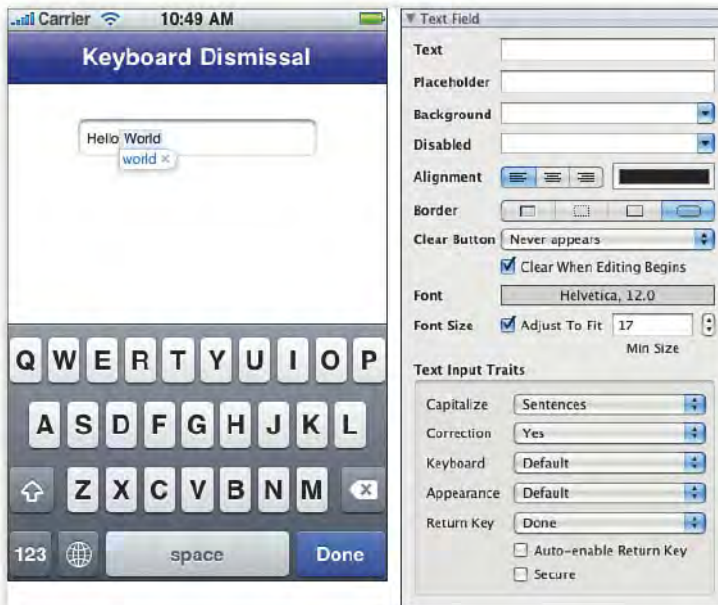 Carrier 10:49 AM
Keyboard Dismissal
Hello World
world ×
Q W E R T Y U I O P
A S D F G H J K L
Z X C V B N M
123 space Done
Text Field
Text
Placeholder
Background
Disabled
Alignment
Border
Clear Button Never appears
Clear When Editing Begins
Font Helvetica, 12.0
Font Size Adjust To Fit 17
Min Size
Text Input Traits
Capitalize Sentences
Correction Yes
Keyboard Default
Appearance Default
Return Key Done
Auto-enable Return Key
Secure